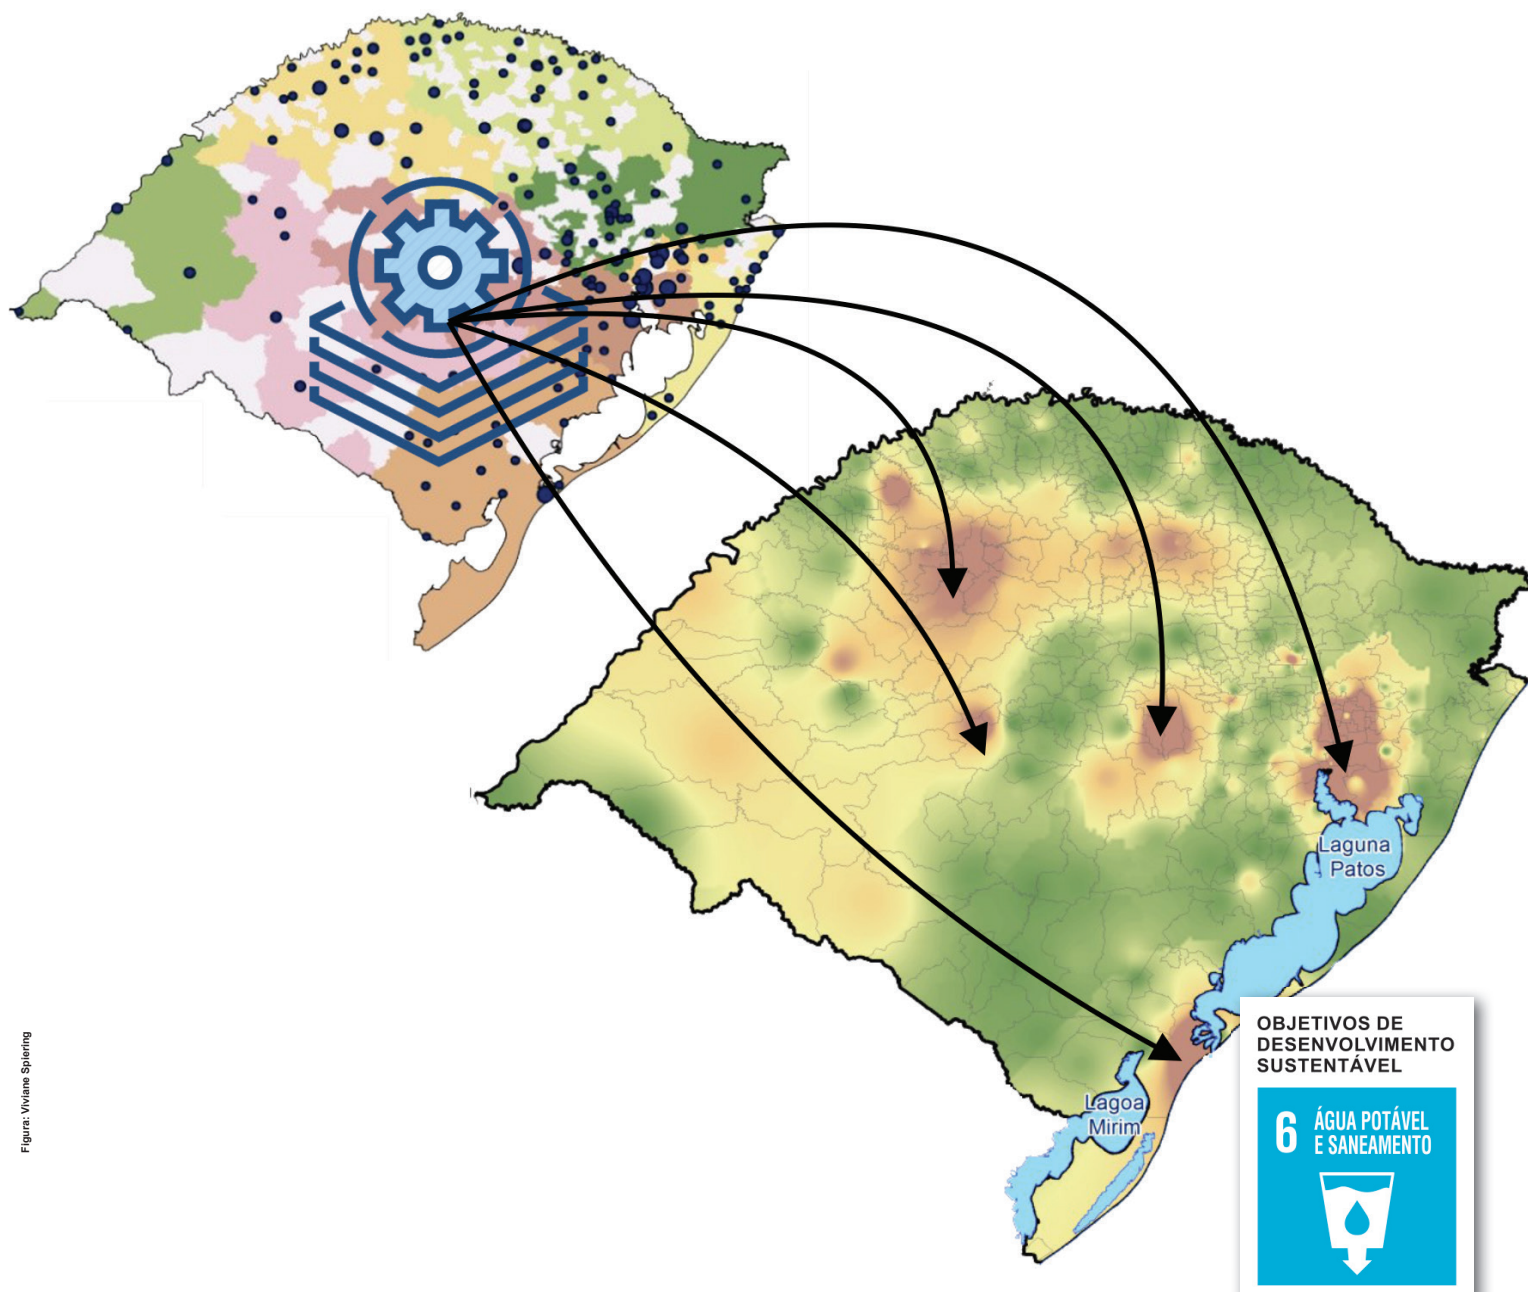 Laguna
Patos
Lagoa
Mirim
Figura: Viviane Spiering
OBJETIVOS DE
DESENVOLVIMENTO
SUSTENTÁVEL
6 ÁGUA POTÁVEL
E SANEAMENTO